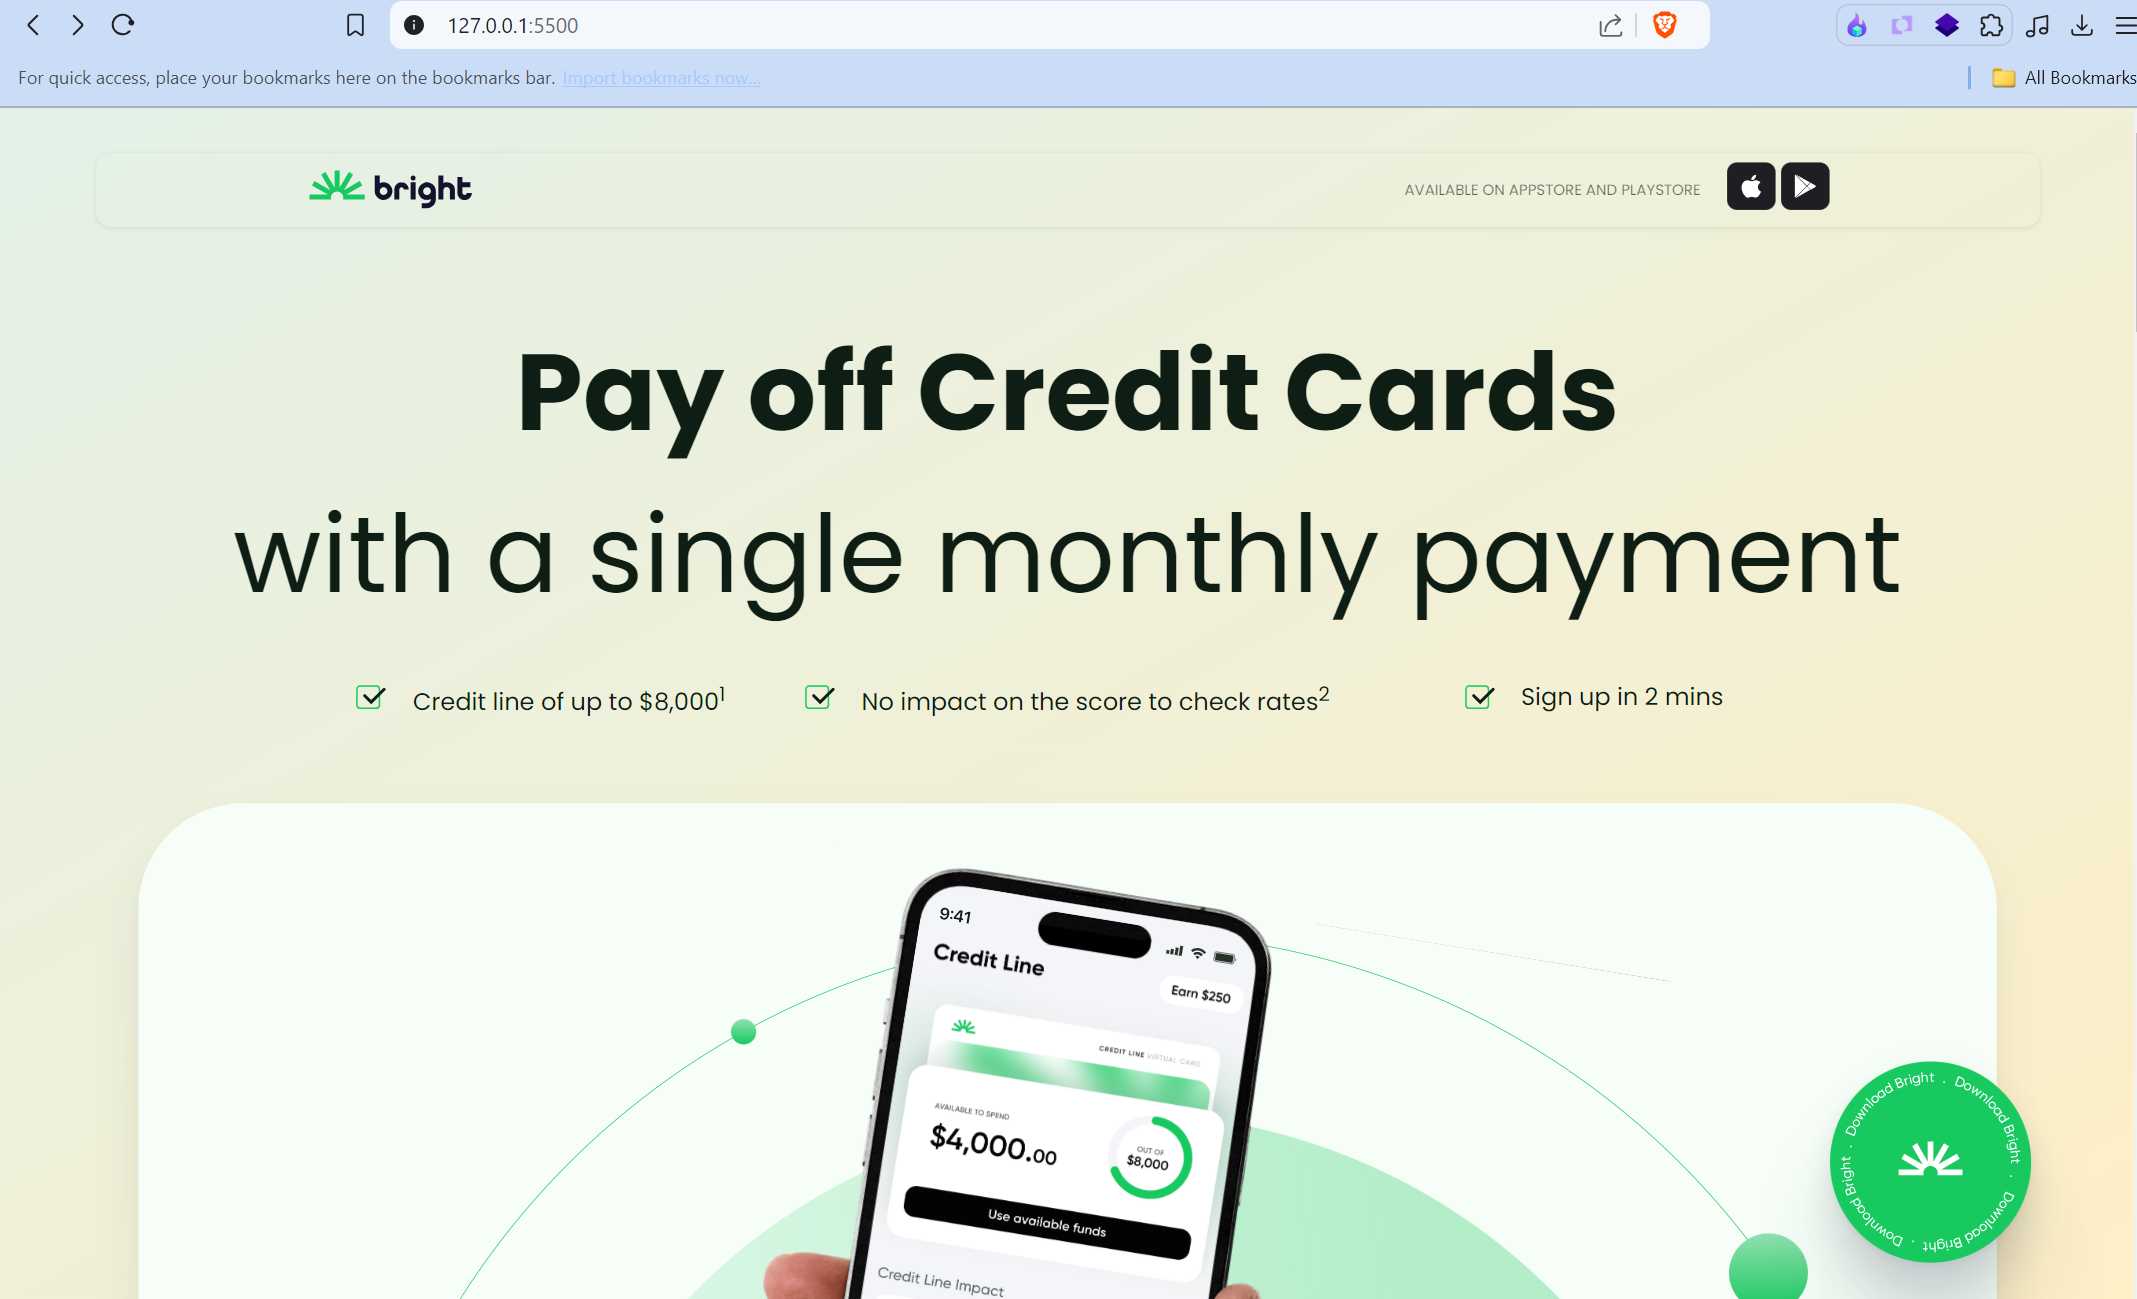 127.0.0.1:5500
For quick access, place your bookmarks here on the bookmarks bar. Import bookmarks now...
All Bookmarks
bright
AVAILABLE ON APPSTORE AND PLAYSTORE
Pay off Credit Cards
with a single monthly payment
Credit line of up to $8,000¹
No impact on the score to check rates²
Sign up in 2 mins
9:41
Credit Line
Earn $250
CREDIT LINE VIRTUAL CARD
AVAILABLE TO SPEND
$4,000.00
OUT OF
$8,000
Use available funds
Credit Line Impact
Download Bright . Download Bright . Download Bright . Download Bright .